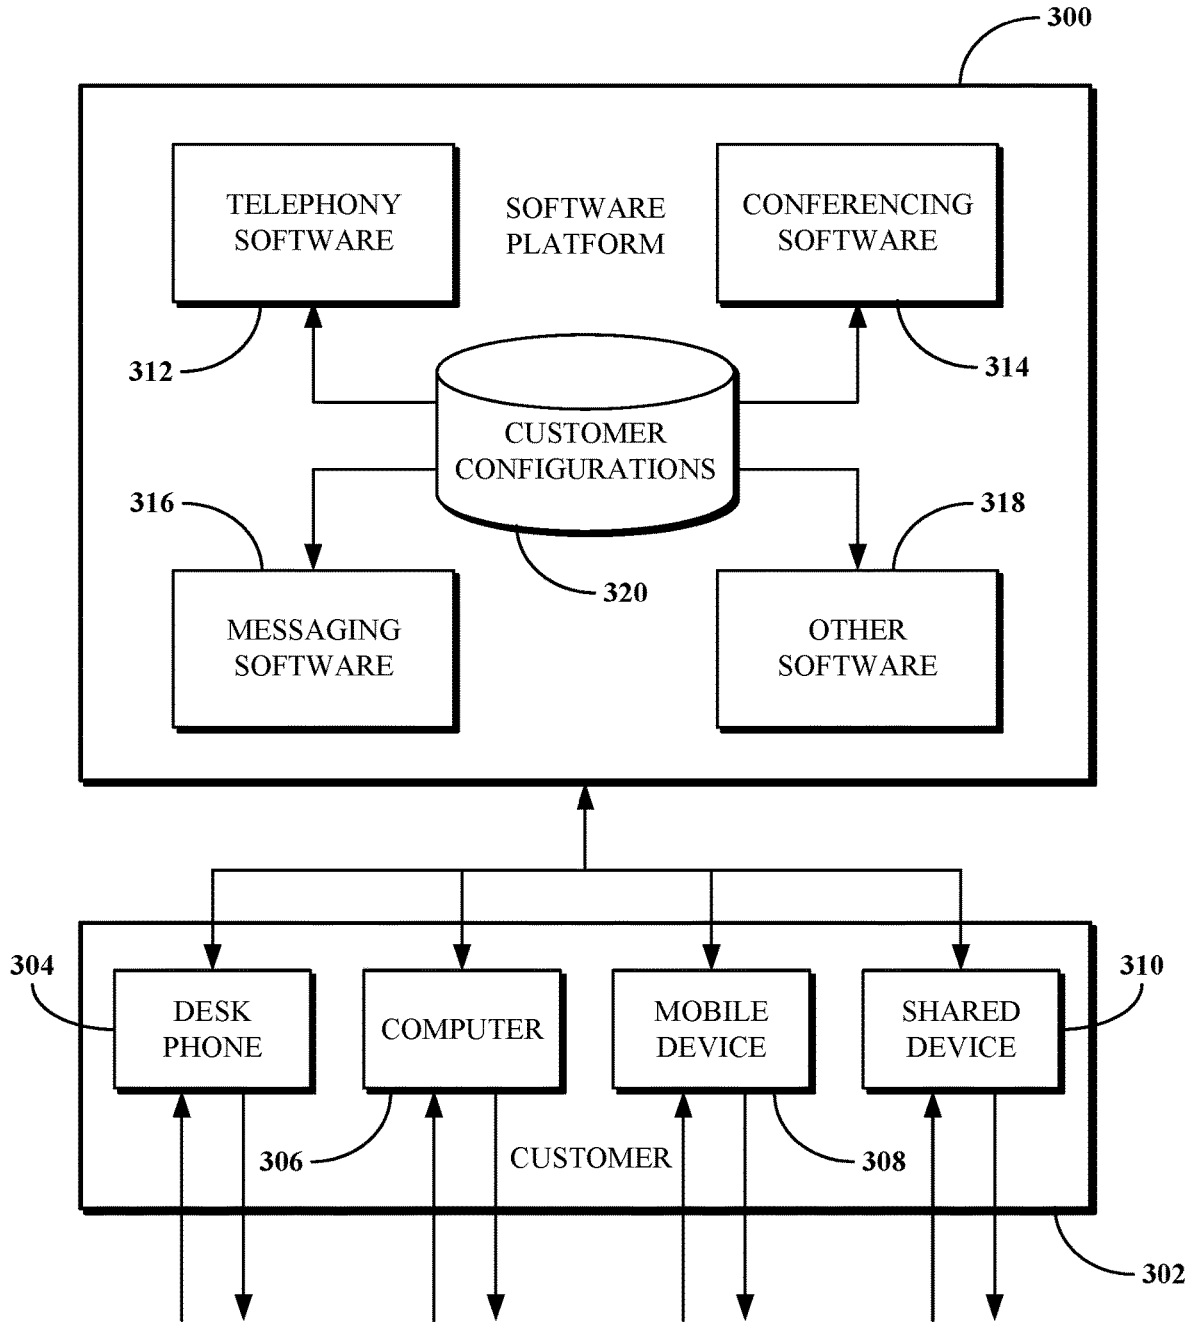 300
TELEPHONY
SOFTWARE
SOFTWARE
PLATFORM
CONFERENCING
SOFTWARE
312
314
CUSTOMER
CONFIGURATIONS
316
318
320
MESSAGING
SOFTWARE
OTHER
SOFTWARE
304
310
DESK
PHONE
COMPUTER
MOBILE
DEVICE
SHARED
DEVICE
306
CUSTOMER
308
302